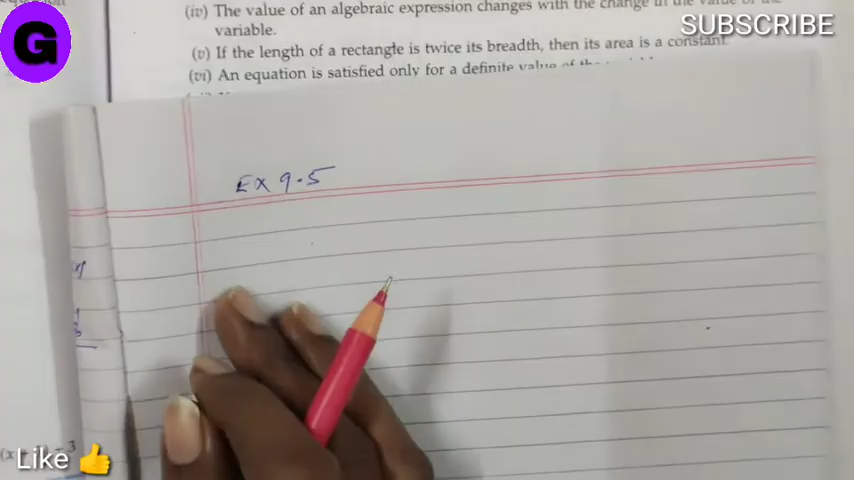 (iv) The value of an algebraic expression changes with the change in the value of the
variable.
(v) If the length of a rectangle is twice its breadth, then its area is a constant.
(vi) An equation is satisfied only for a definite value of the
G
SUBSCRIBE
EX 9.5
Like